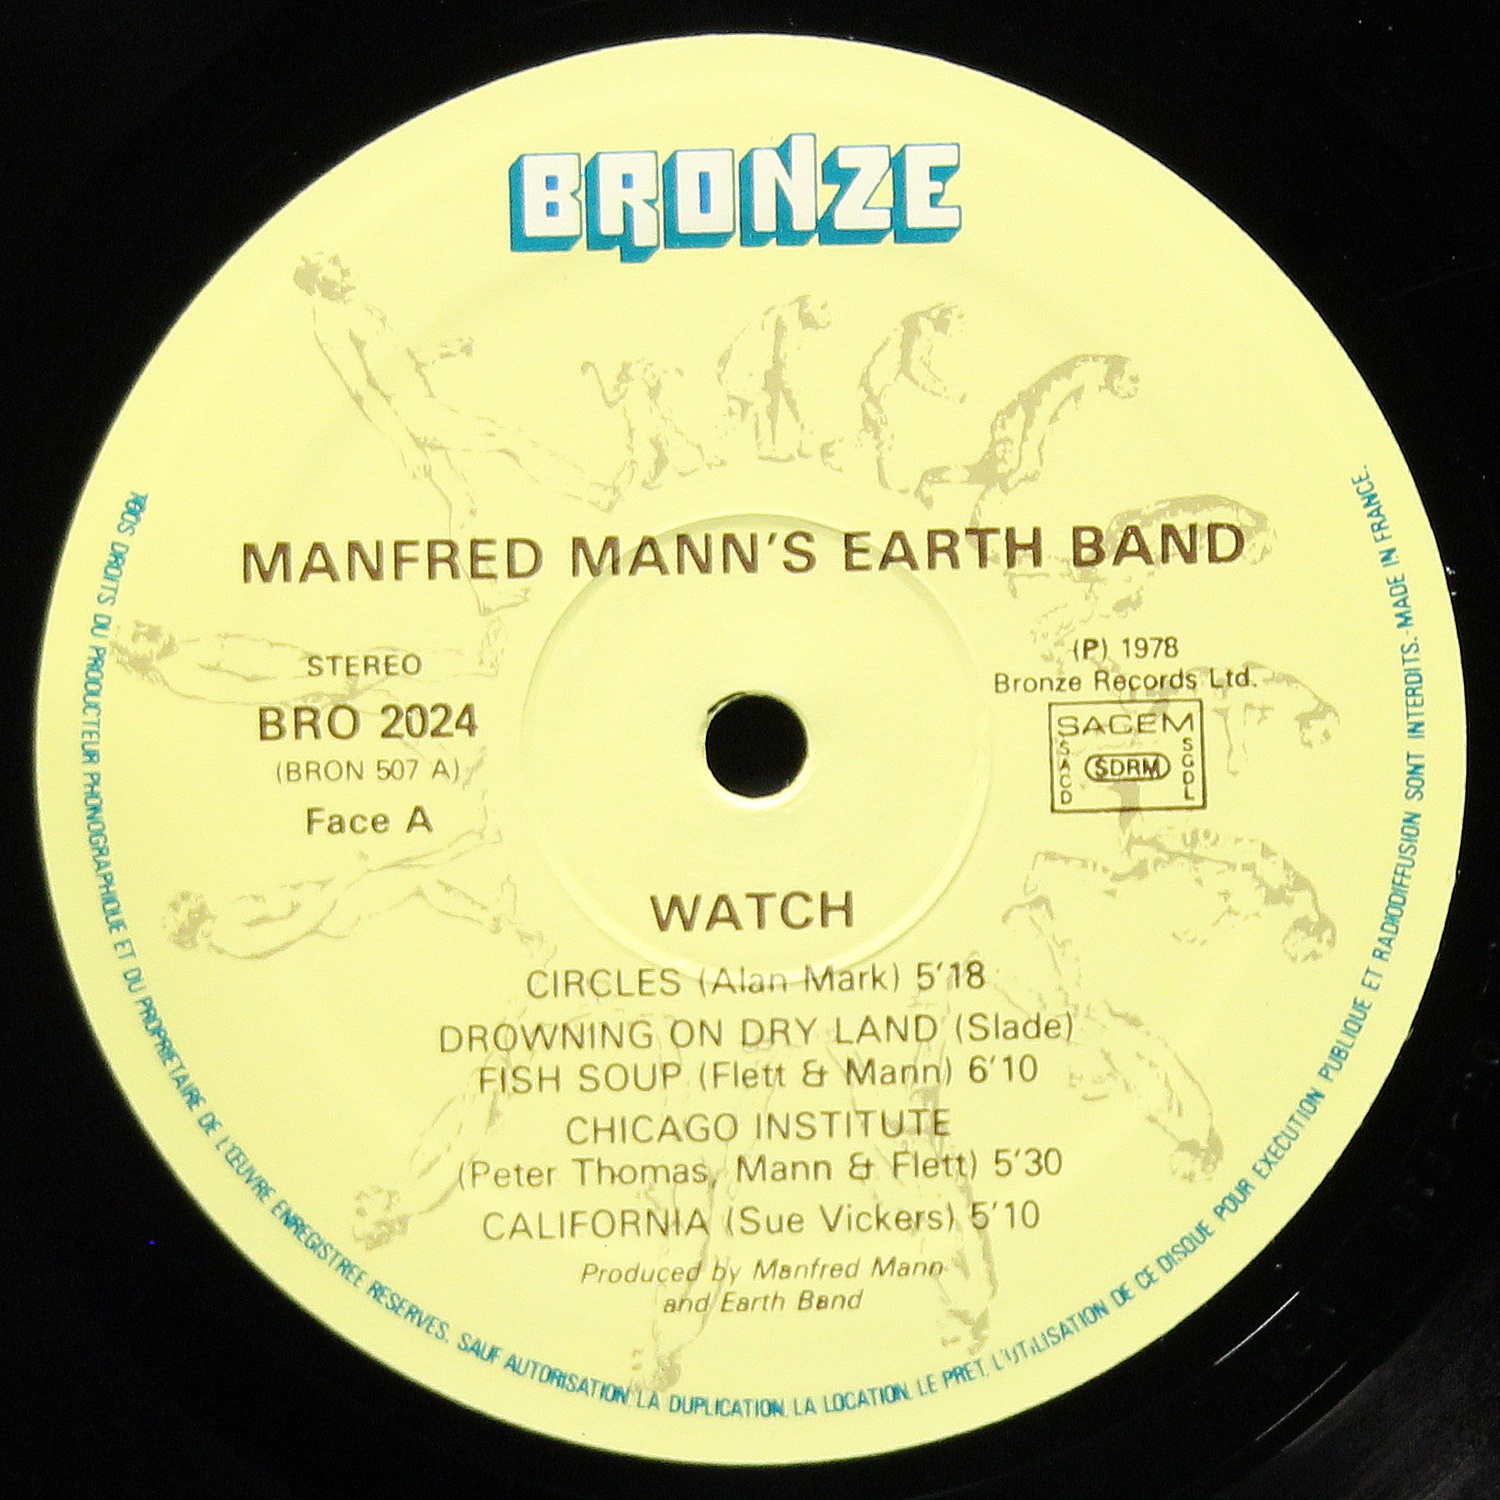 BRONZE
MANFRED MANN'S EARTH BAND
STEREO
BRO 2024
(BRON 507 A)
Face A
(P) 1978
Bronze Records Ltd.
SACEM
SACD
SDRM
SGDL
WATCH
CIRCLES (Alan Mark) 5'18
DROWNING ON DRY LAND (Slade)
FISH SOUP (Flett & Mann) 6'10
CHICAGO INSTITUTE
(Peter Thomas, Mann & Flett) 5'30
CALIFORNIA (Sue Vickers) 5'10
Produced by Manfred Mann
and Earth Band
TOUS DROITS DU PRODUCTEUR PHONOGRAPHIQUE ET DU PROPRIETAIRE DE L'ŒUVRE ENREGISTREE RESERVES. SAUF AUTORISATION, LA DUPLICATION, LA LOCATION, LE PRET, L'UTILISATION DE CE DISQUE POUR EXECUTION PUBLIQUE ET RADIODIFFUSION SONT INTERDITS.-MADE IN FRANCE.